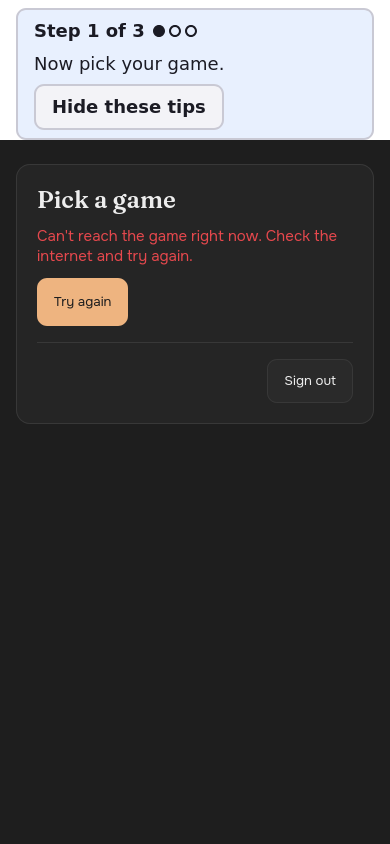 Step 1 of 3
Now pick your game.
Hide these tips
Pick a game
Can't reach the game right now. Check the
internet and try again.
Try again
Sign out